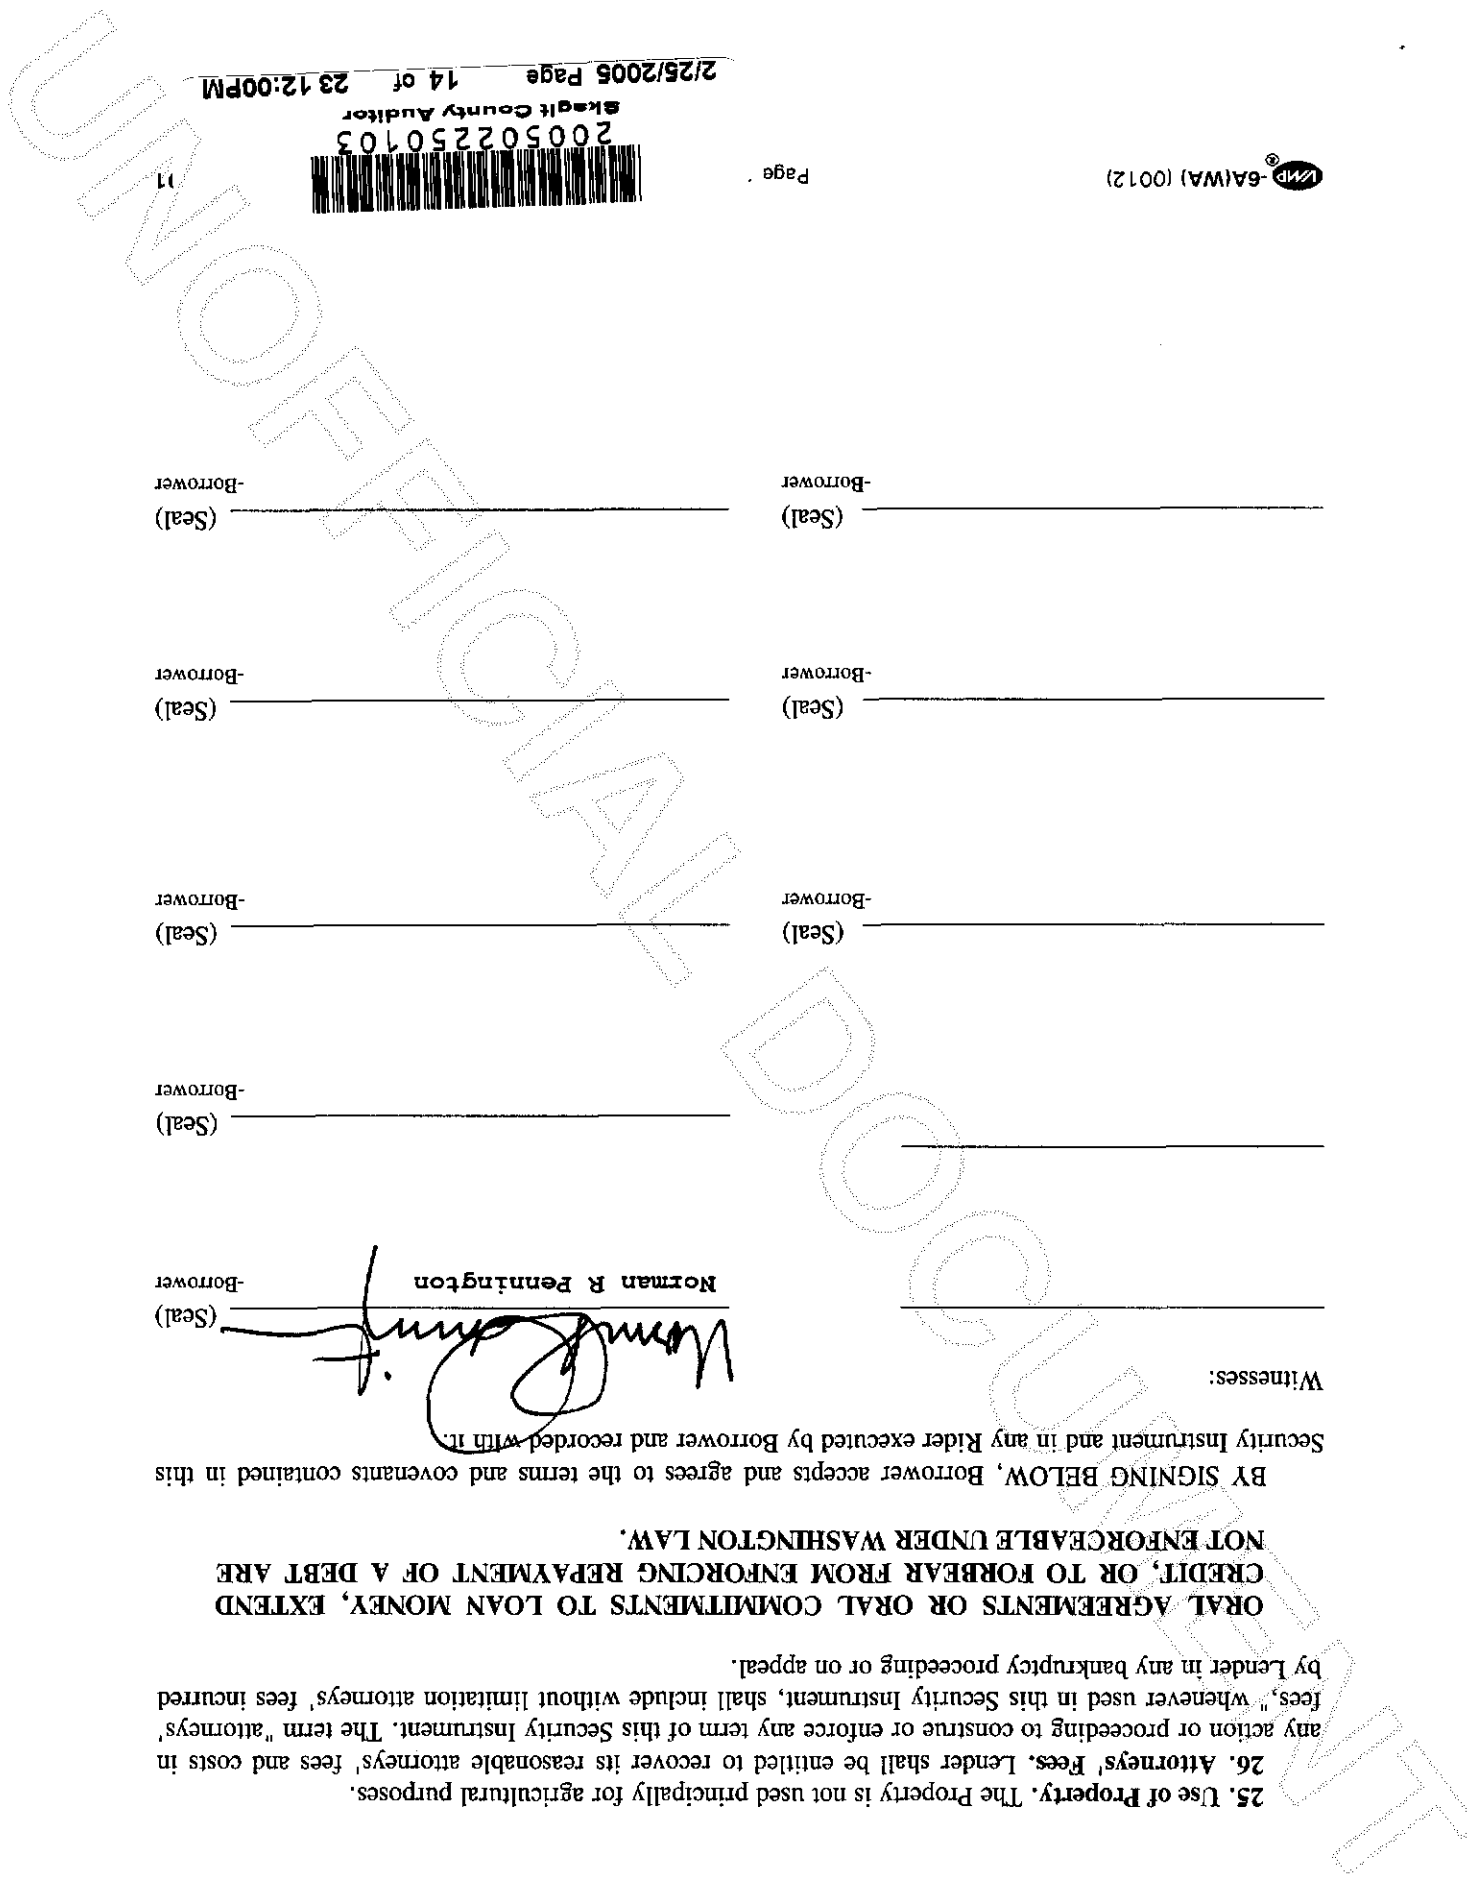 25. Use of Property. The Property is not used principally for agricultural purposes.
26. Attorneys' Fees. Lender shall be entitled to recover its reasonable attorneys' fees and costs in
any action or proceeding to construe or enforce any term of this Security Instrument. The term "attorneys'
fees," whenever used in this Security Instrument, shall include without limitation attorneys' fees incurred
by Lender in any bankruptcy proceeding or on appeal.
ORAL AGREEMENTS OR ORAL COMMITMENTS TO LOAN MONEY, EXTEND
CREDIT, OR TO FORBEAR FROM ENFORCING REPAYMENT OF A DEBT ARE
NOT ENFORCEABLE UNDER WASHINGTON LAW.
BY SIGNING BELOW, Borrower accepts and agrees to the terms and covenants contained in this
Security Instrument and in any Rider executed by Borrower and recorded with it.
Witnesses:
(Seal)
Norman R Pennington -Borrower
(Seal)
-Borrower
(Seal) (Seal)
-Borrower -Borrower
(Seal) (Seal)
-Borrower -Borrower
(Seal) (Seal)
-Borrower -Borrower
VMP®-6A(WA) (0012) Page
200502250103
Skagit County Auditor
2/25/2005 Page 14 of 23 12:00PM
UNOFFICIAL DOCUMENT